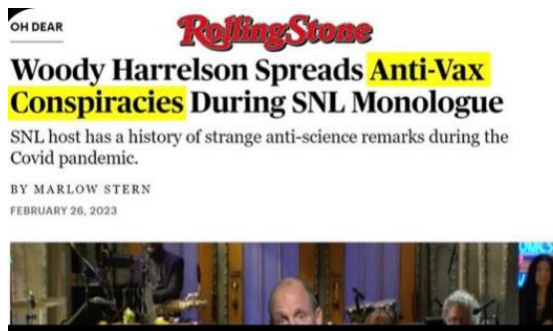 OH DEAR
RollingStone
Woody Harrelson Spreads Anti-Vax
Conspiracies During SNL Monologue
SNL host has a history of strange anti-science remarks during the
Covid pandemic.
BY MARLOW STERN
FEBRUARY 26, 2023